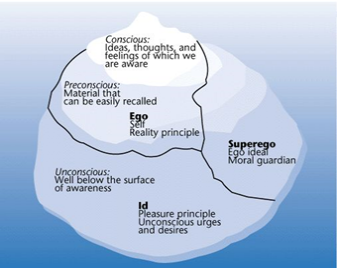 Conscious:
Ideas, thoughts, and
feelings of which we
are aware
Preconscious:
Material that
can be easily recalled
Ego
Self
Reality principle
Superego
Ego ideal
Moral guardian
Unconscious:
Well below the surface
of awareness
Id
Pleasure principle
Unconscious urges
and desires